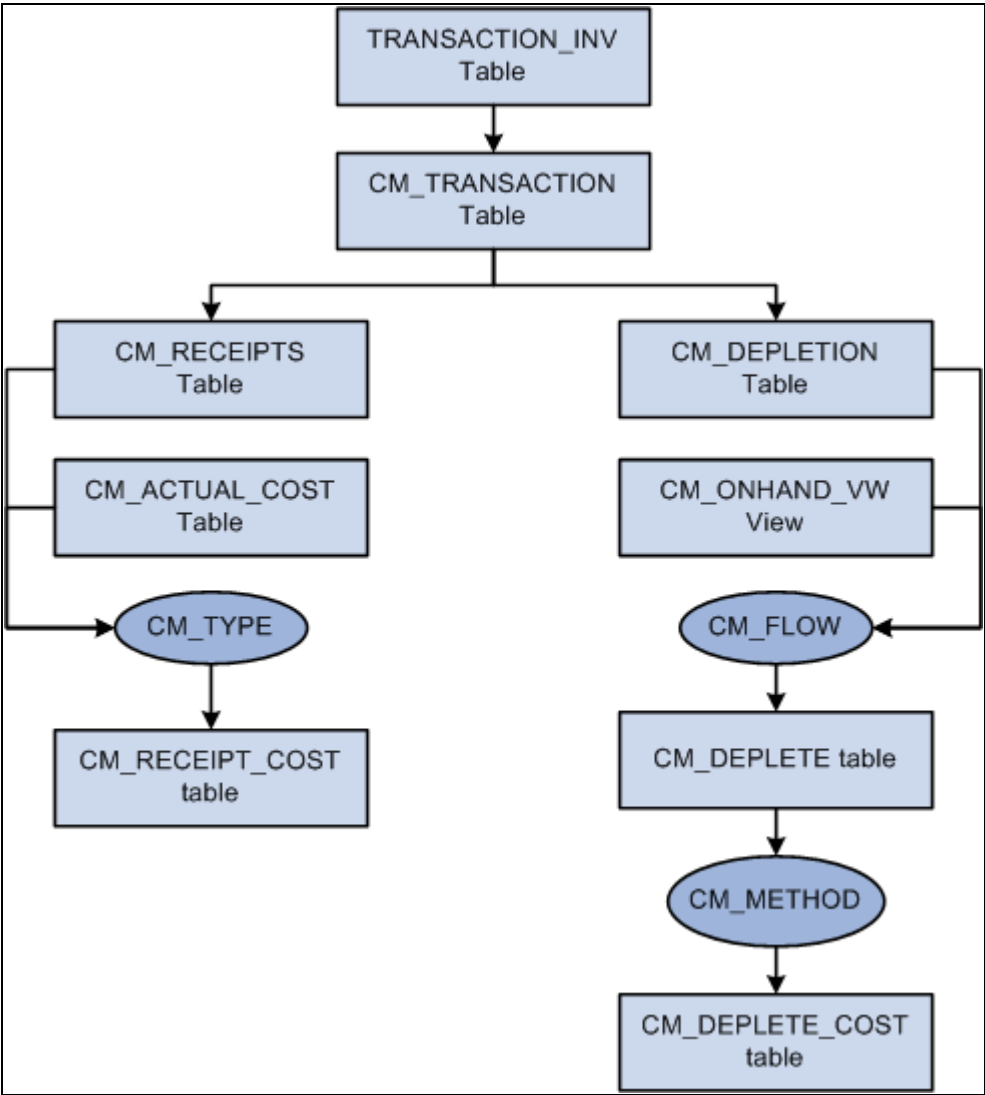 TRANSACTION_INV
Table
CM_TRANSACTION
Table
CM_RECEIPTS
Table
CM_DEPLETION
Table
CM_ACTUAL_COST
Table
CM_ONHAND_VW
View
CM_TYPE
CM_FLOW
CM_RECEIPT_COST
table
CM_DEPLETE table
CM_METHOD
CM_DEPLETE_COST
table